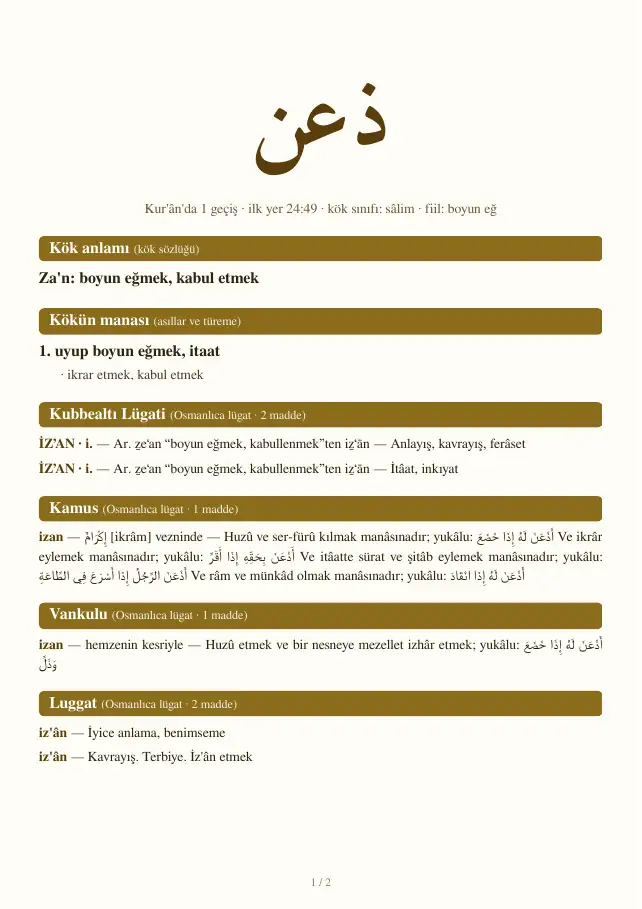 ذعن
Kur'ân'da 1 geçiş · ilk yer 24:49 · kök sınıfı: sâlim · fiil: boyun eğ
Kök anlamı (kök sözlüğü)
Za'n: boyun eğmek, kabul etmek
Kökün manası (asıllar ve türeme)
1. uyup boyun eğmek, itaat
· ikrar etmek, kabul etmek
Kubbealtı Lügati (Osmanlıca lügat · 2 madde)
İZ'AN · i. — Ar. ẕe'an "boyun eğmek, kabullenmek"ten iẕ'ān — Anlayış, kavrayış, ferâset
İZ'AN · i. — Ar. ẕe'an "boyun eğmek, kabullenmek"ten iẕ'ān — İtâat, inkıyat
Kamus (Osmanlıca lügat · 1 madde)
izan — إِكْرَامٌ [ikrâm] vezninde — Huzû ve ser-fürû kılmak manâsınadır; yukâlu: أَذْعَنَ لَهُ إِذَا خَضَعَ Ve ikrâr
eylemek manâsınadır; yukâlu: أَذْعَنَ بِحَقِّهِ إِذَا أَقَرَّ Ve itâatte sürat ve şitâb eylemek manâsınadır; yukâlu:
أَذْعَنَ الرَّجُلُ إِذَا أَسْرَعَ فِي الطَّاعَةِ Ve râm ve münkâd olmak manâsınadır; yukâlu: أَذْعَنَ لَهُ إِذَا انْقَادَ
Vankulu (Osmanlıca lügat · 1 madde)
izan — hemzenin kesriyle — Huzû etmek ve bir nesneye mezellet izhâr etmek; yukâlu: أَذْعَنَ لَهُ إِذَا خَضَعَ
وَذَلَّ
Luggat (Osmanlıca lügat · 2 madde)
iz'ân — İyice anlama, benimseme
iz'ân — Kavrayış. Terbiye. İz'ân etmek
1 / 2